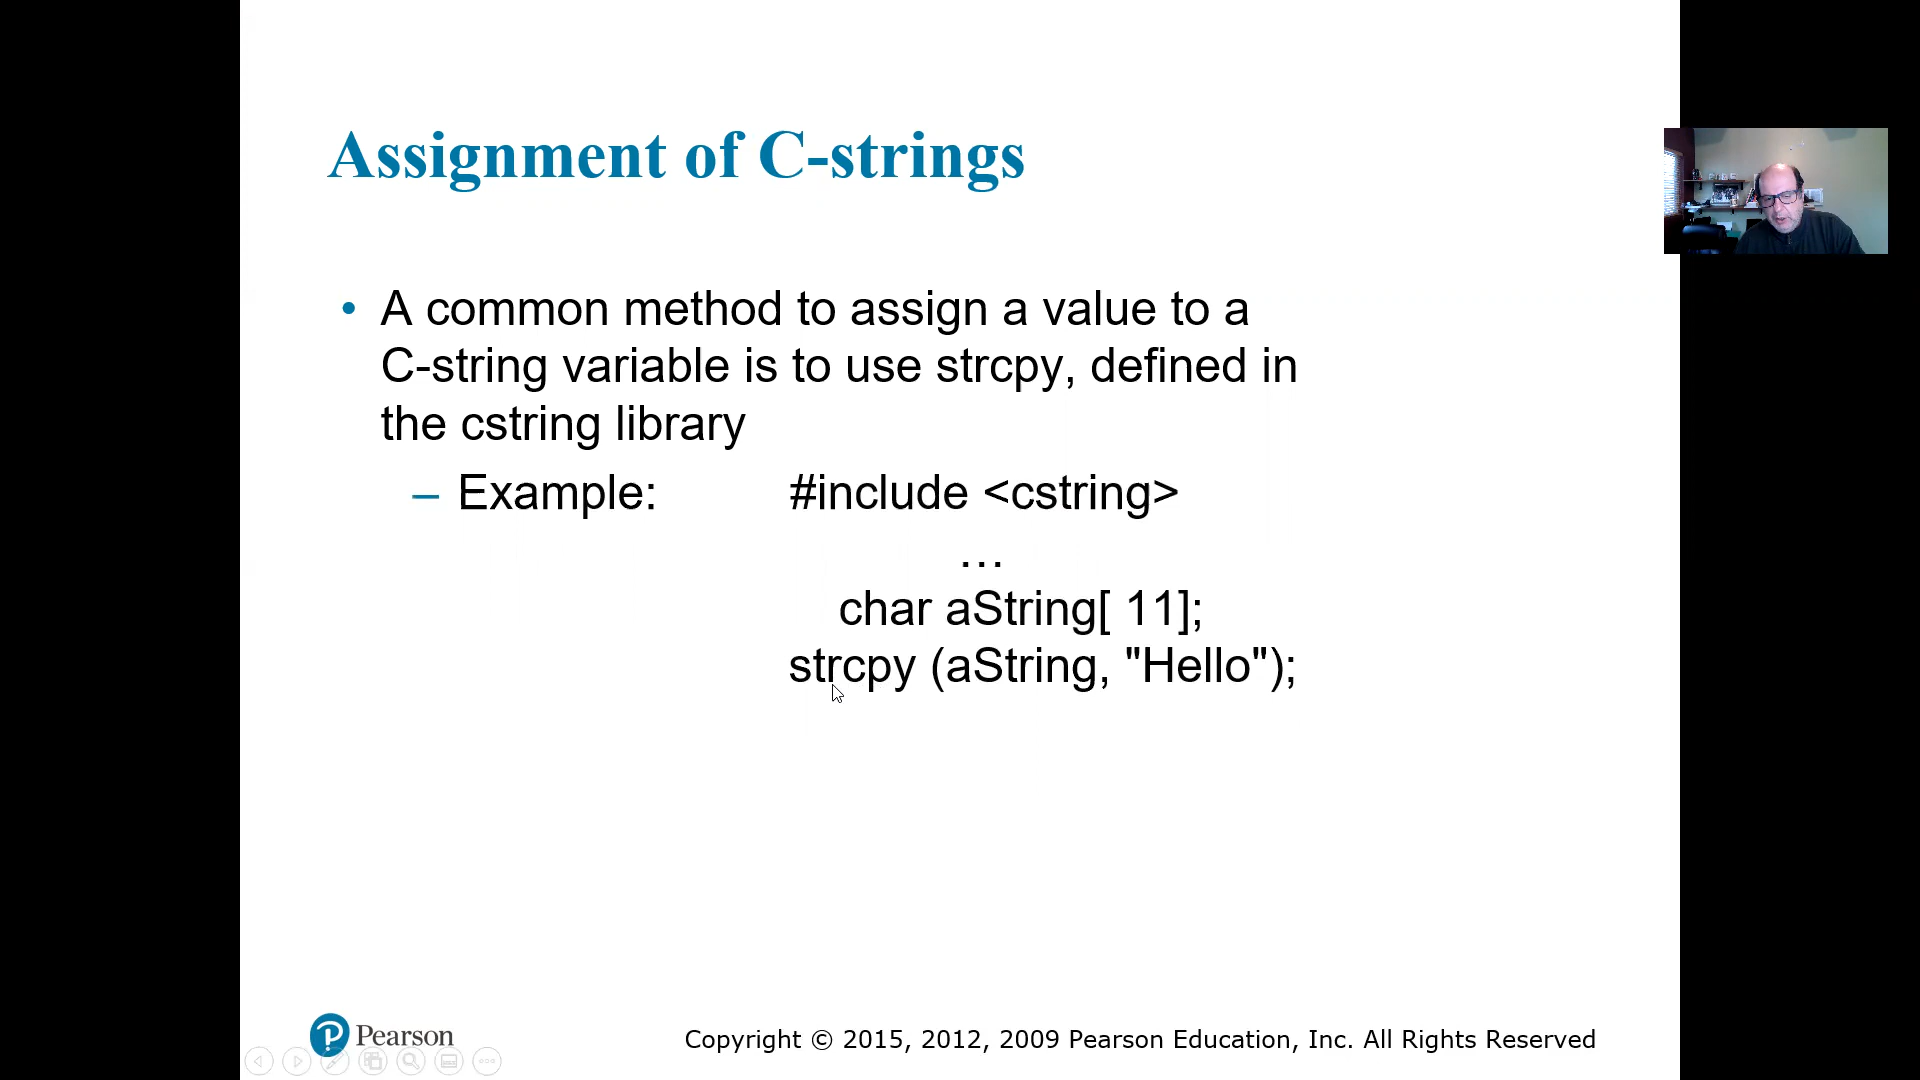 Assignment of C-strings
• A common method to assign a value to a
C-string variable is to use strcpy, defined in
the cstring library
– Example: #include <cstring>
…
char aString[ 11];
strcpy (aString, "Hello");
Pearson
Copyright © 2015, 2012, 2009 Pearson Education, Inc. All Rights Reserved